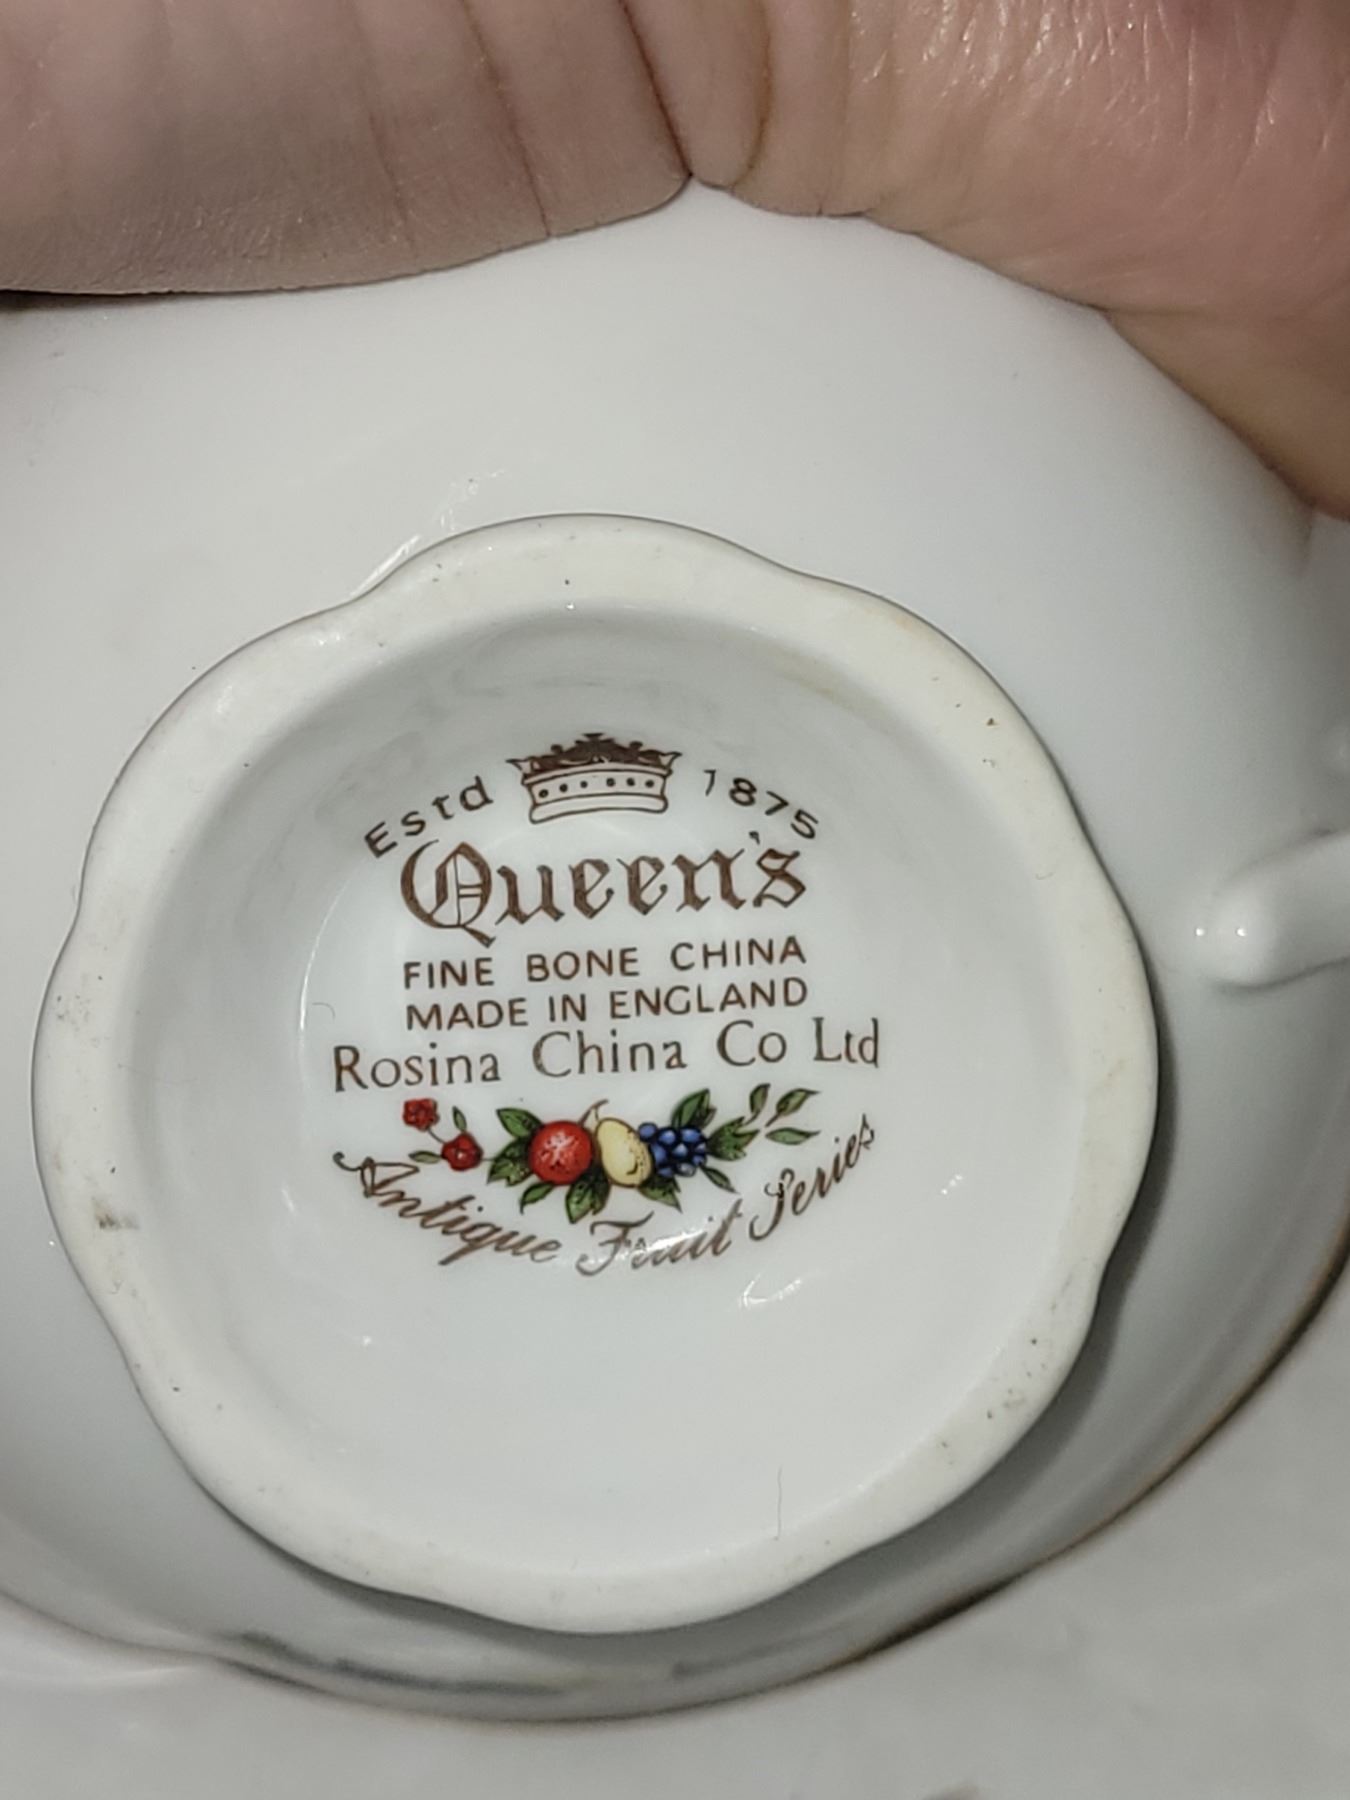 Estd 1875
Queen's
FINE BONE CHINA
MADE IN ENGLAND
Rosina China Co Ltd
Antique Fruit Series